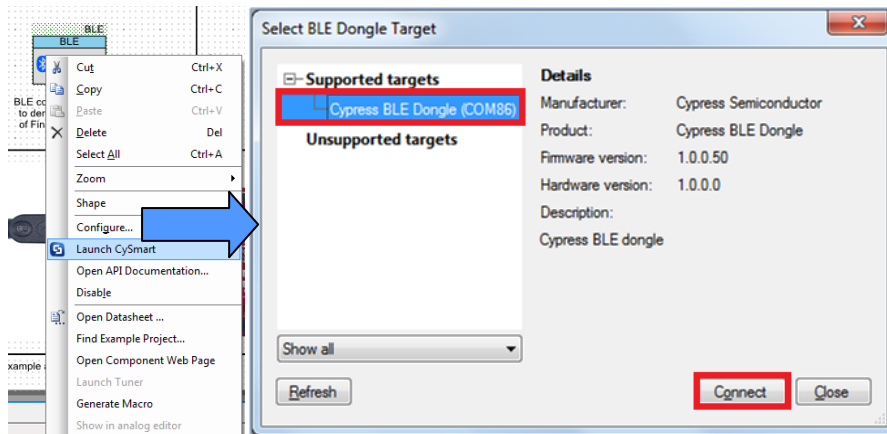 BLE
BLE
BLE co
to der
of Fin
xample
Cut Ctrl+X
Copy Ctrl+C
Paste Ctrl+V
Delete Del
Select All Ctrl+A
Zoom
Shape
Configure...
Launch CySmart
Open API Documentation...
Disable
Open Datasheet ...
Find Example Project...
Open Component Web Page
Launch Tuner
Generate Macro
Show in analog editor
Select BLE Dongle Target
Supported targets
Cypress BLE Dongle (COM86)
Unsupported targets
Show all
Refresh
Details
Manufacturer: Cypress Semiconductor
Product: Cypress BLE Dongle
Firmware version: 1.0.0.50
Hardware version: 1.0.0.0
Description:
Cypress BLE dongle
Connect Close